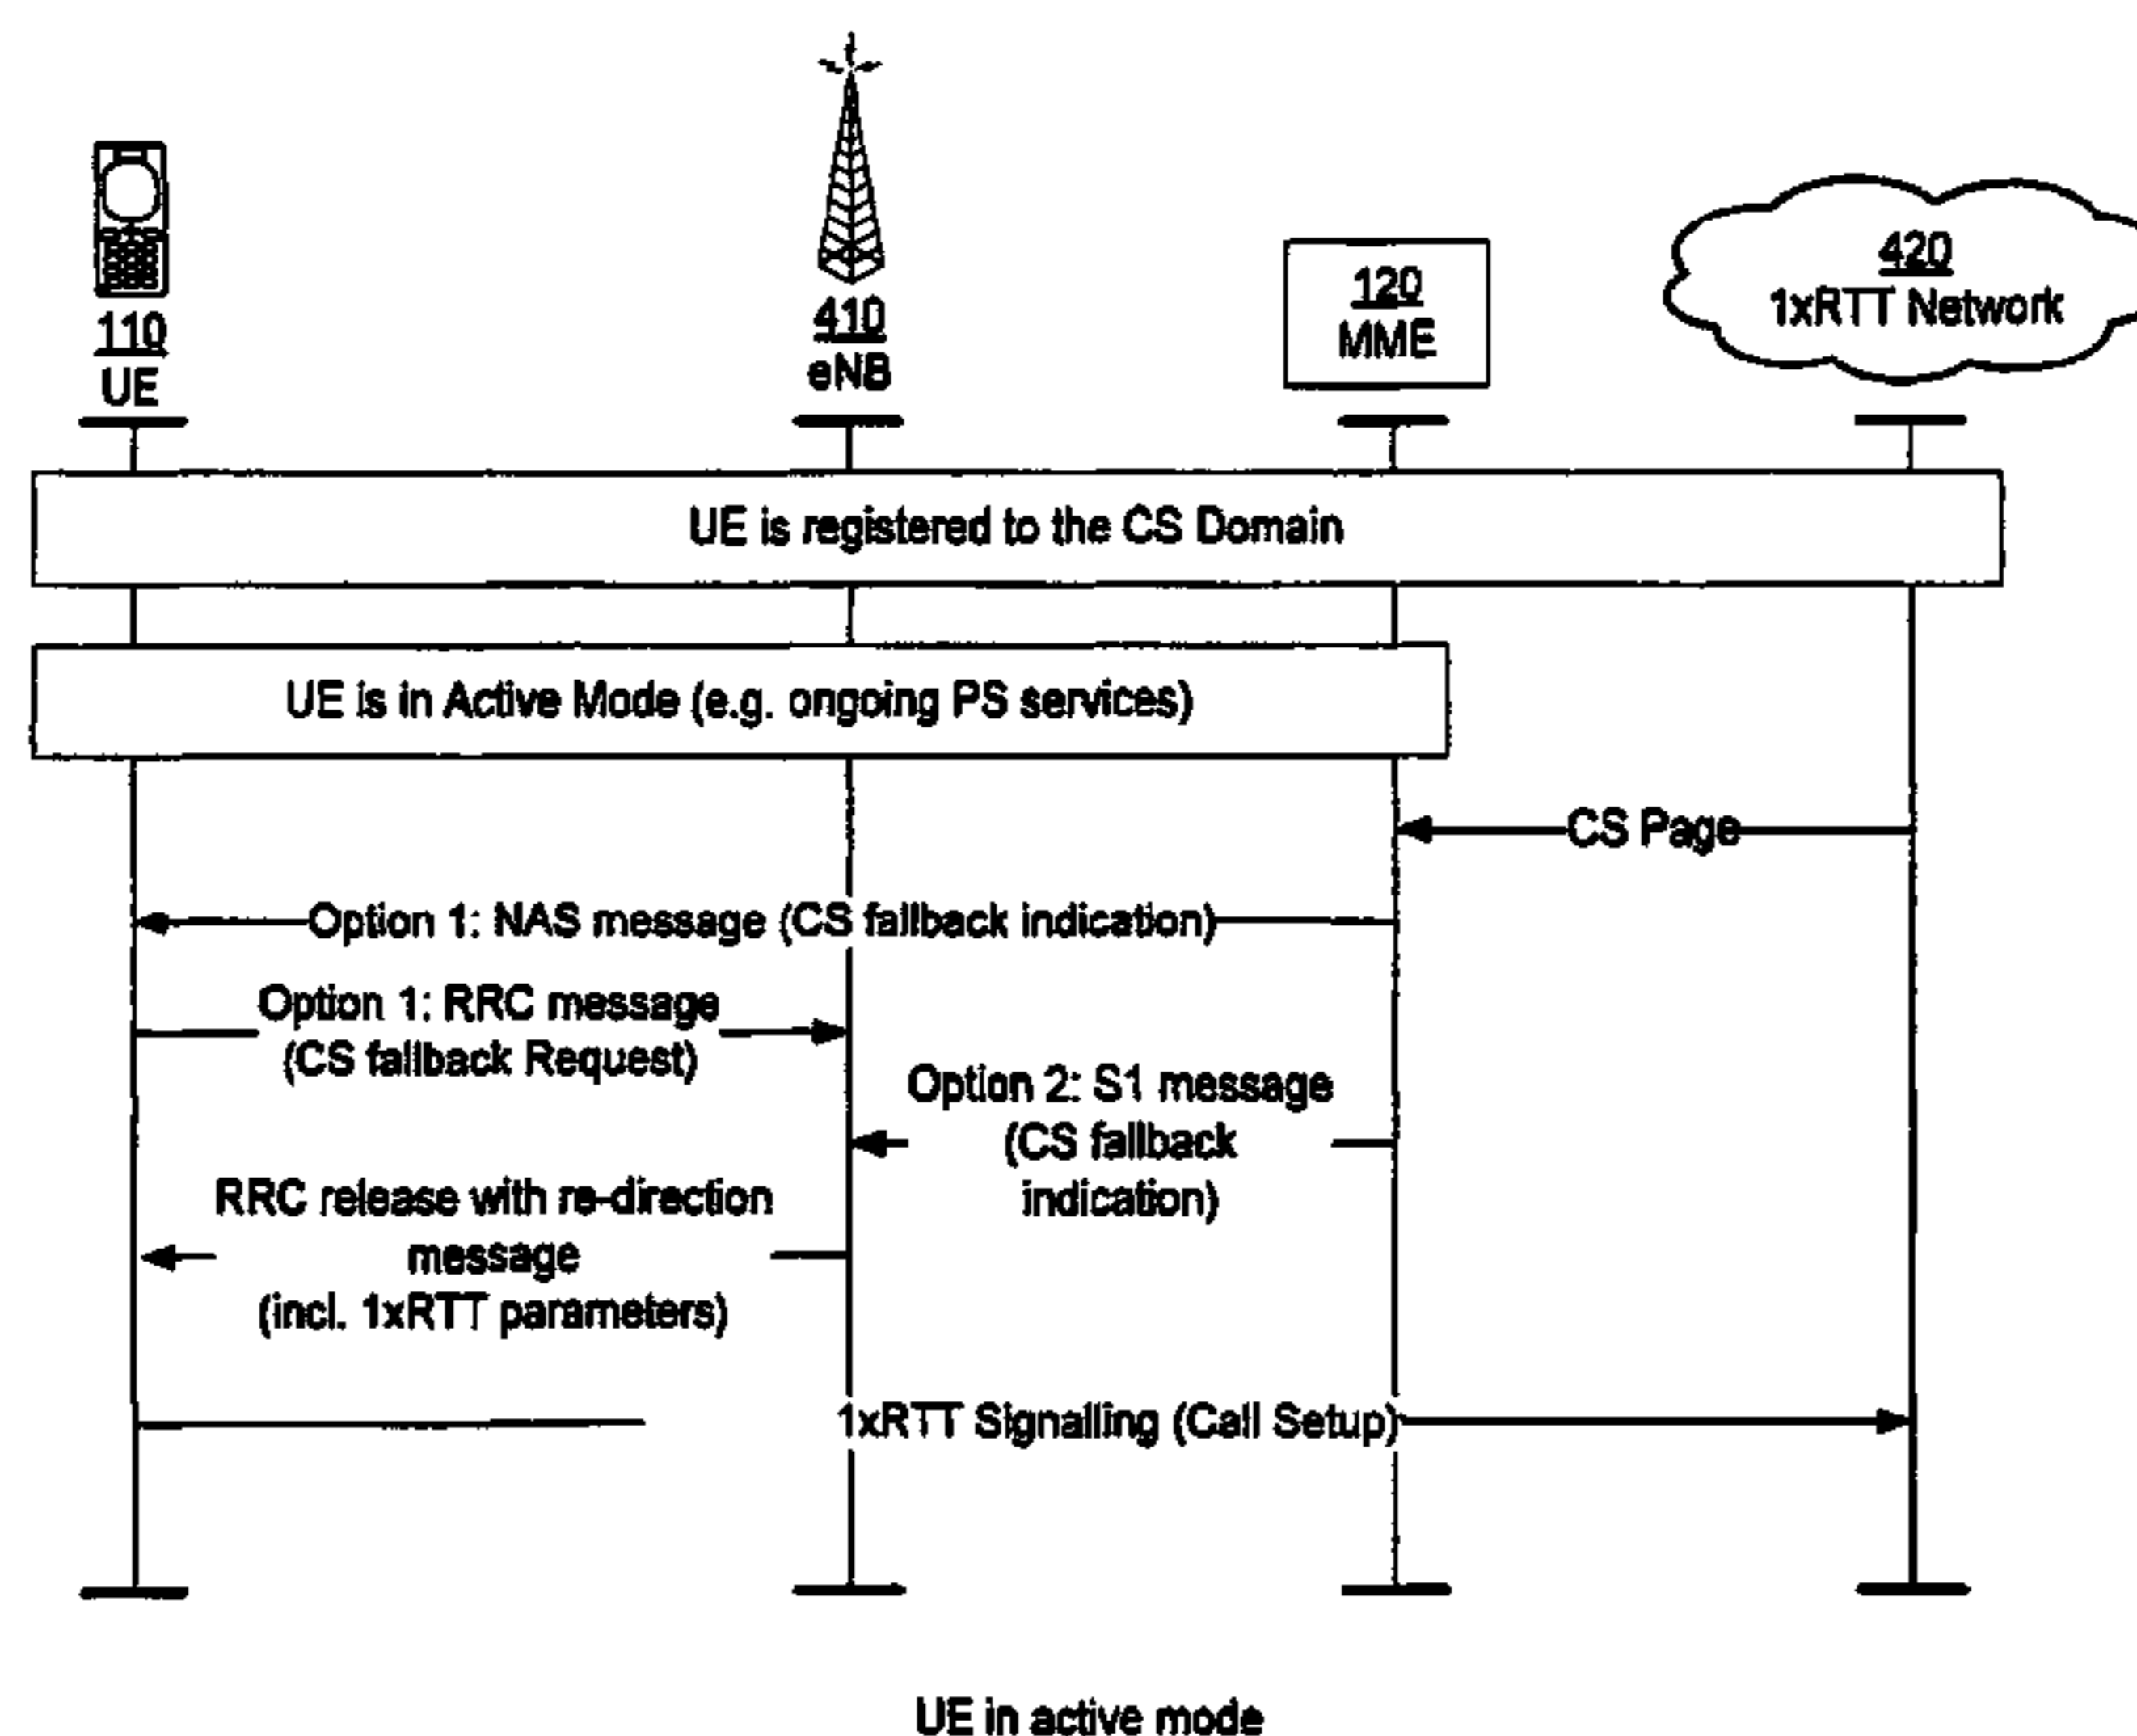 110
UE
410
eNB
120
MME
420
1xRTT Network
UE is registered to the CS Domain
UE is in Active Mode (e.g. ongoing PS services)
CS Page
Option 1: NAS message (CS fallback indication)
Option 1: RRC message
(CS fallback Request)
Option 2: S1 message
(CS fallback
indication)
RRC release with re-direction
message
(incl. 1xRTT parameters)
1xRTT Signalling (Call Setup)
UE in active mode